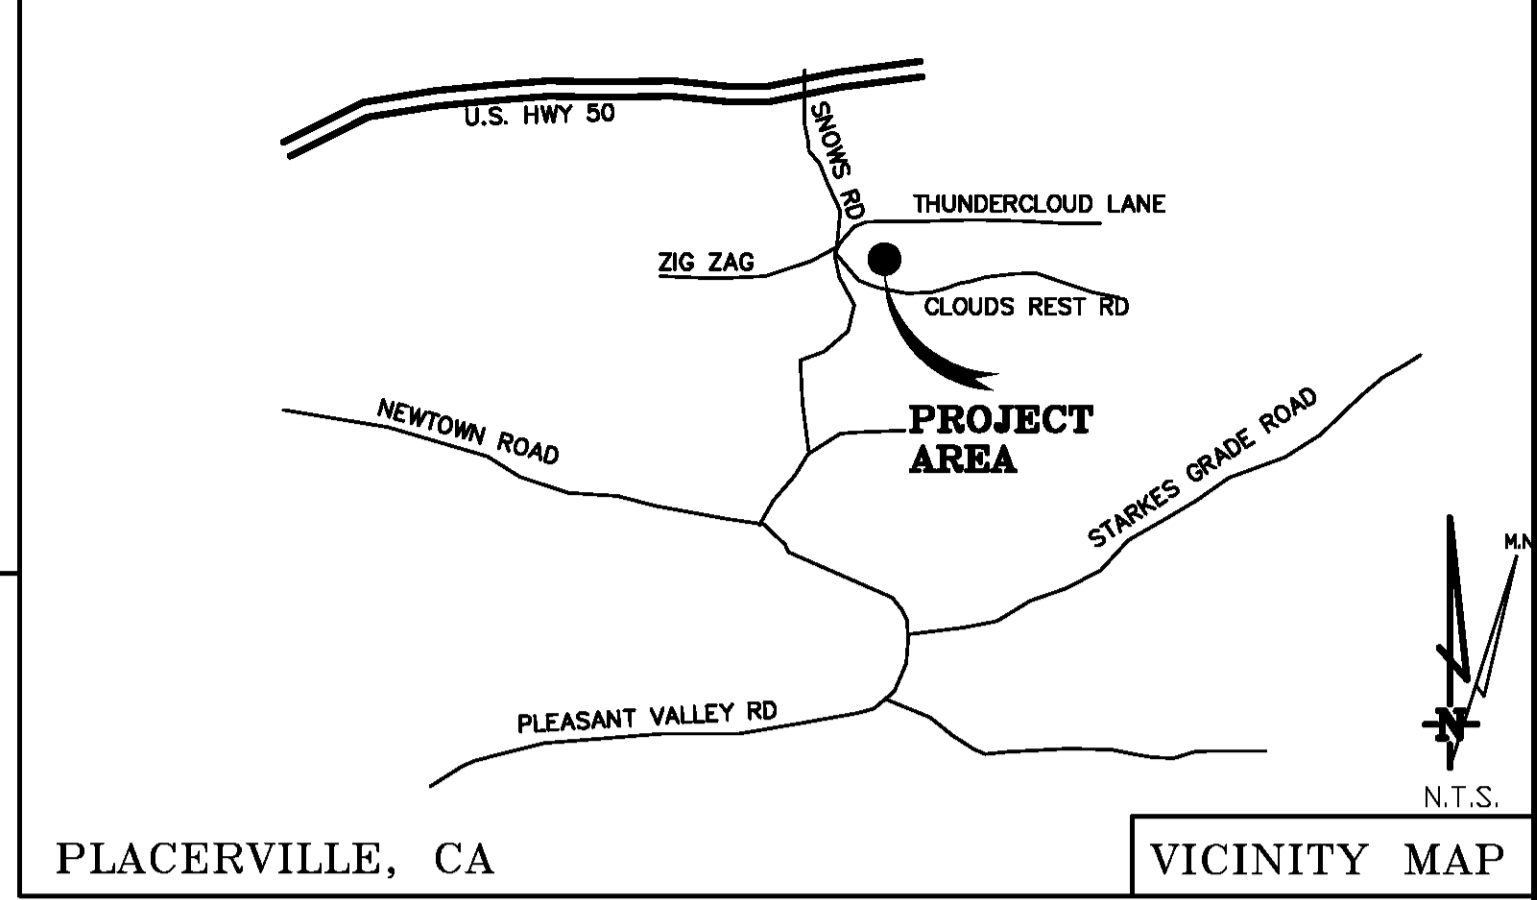 U.S. HWY 50
SNOWS RD
THUNDERCLOUD LANE
ZIG ZAG
CLOUDS REST RD
PROJECT
AREA
NEWTOWN ROAD
STARKES GRADE ROAD
M.N
PLEASANT VALLEY RD
N
N.T.S.
PLACERVILLE, CA
VICINITY MAP